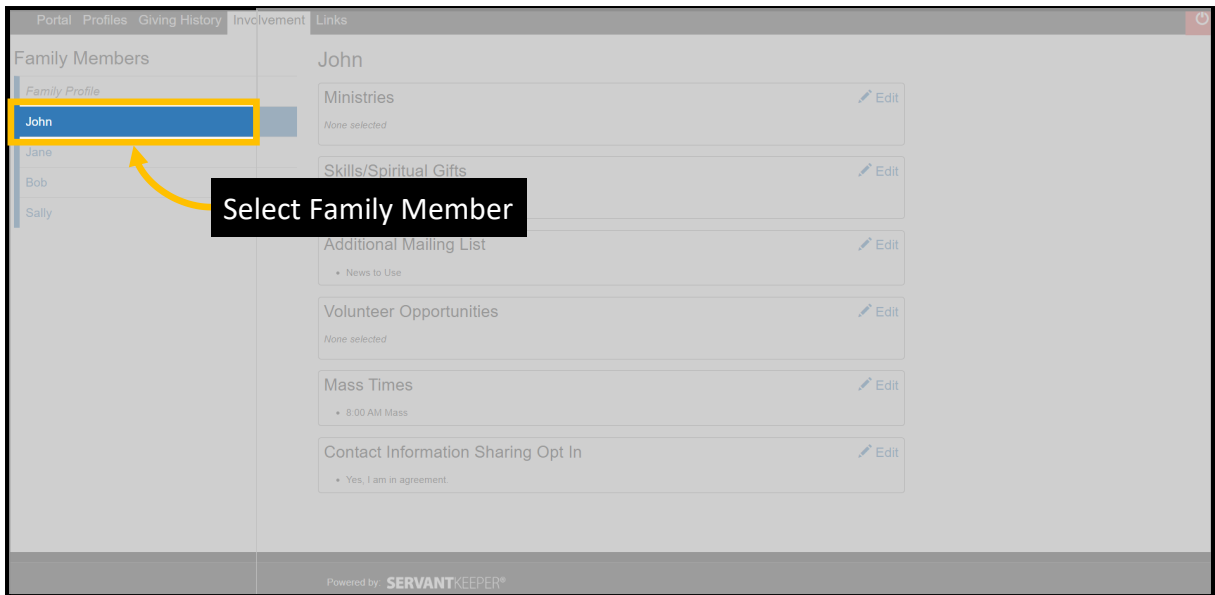 Portal Profiles Giving History Involvement Links
Family Members
Family Profile
John
Jane
Bob
Sally
Select Family Member
John
Ministries Edit
None selected
Skills/Spiritual Gifts Edit
Additional Mailing List Edit
• News to Use
Volunteer Opportunities Edit
None selected
Mass Times Edit
• 8:00 AM Mass
Contact Information Sharing Opt In Edit
• Yes, I am in agreement.
Powered by SERVANTKEEPER®